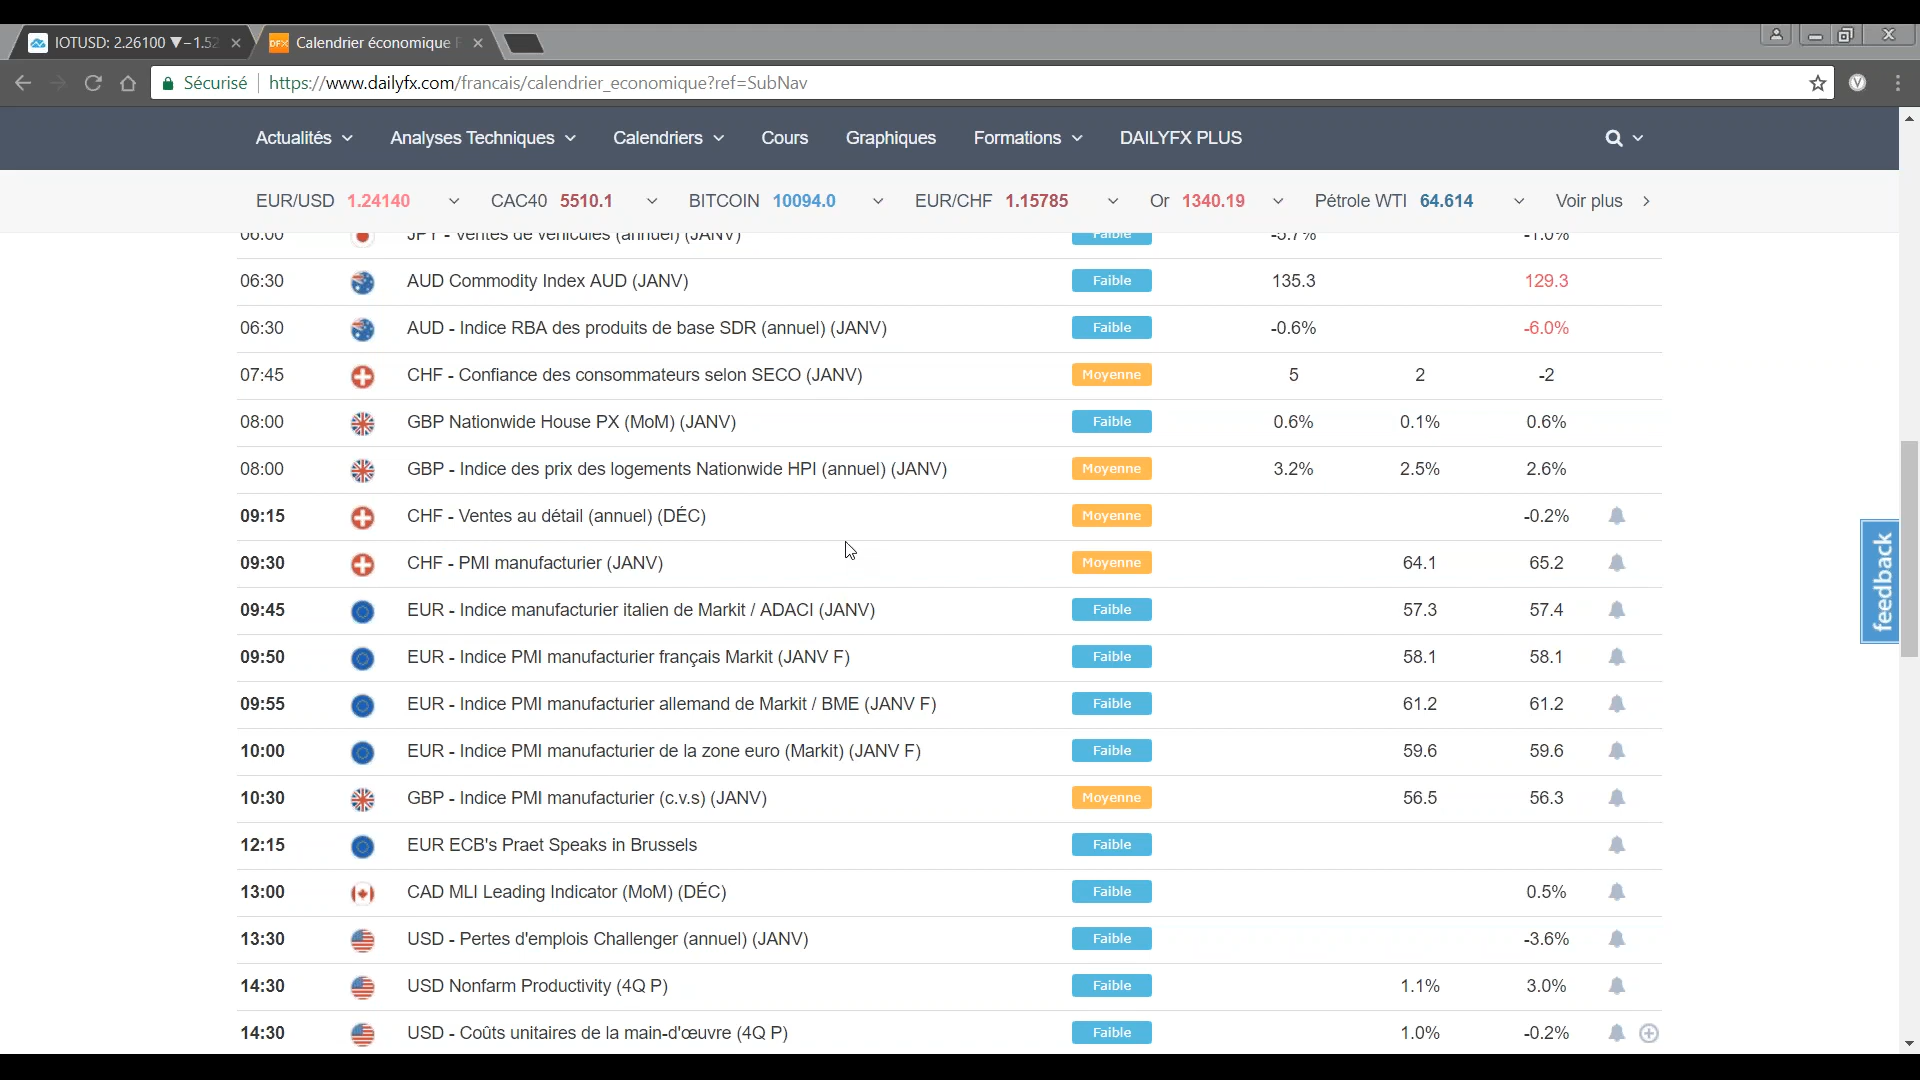 IOTUSD: 2.26100 ▼−1.52
DFX Calendrier économique
Sécurisé https://www.dailyfx.com/francais/calendrier_economique?ref=SubNav
V
Actualités Analyses Techniques Calendriers Cours Graphiques Formations DAILYFX PLUS
EUR/USD 1.24140 CAC40 5510.1 BITCOIN 10094.0 EUR/CHF 1.15785 Or 1340.19 Pétrole WTI 64.614 Voir plus
06:00 JPY - Ventes de véhicules (annuel) (JANV) Faible -5.7% -1.0%
06:30 AUD Commodity Index AUD (JANV) Faible 135.3 129.3
06:30 AUD - Indice RBA des produits de base SDR (annuel) (JANV) Faible -0.6% -6.0%
07:45 CHF - Confiance des consommateurs selon SECO (JANV) Moyenne 5 2 -2
08:00 GBP Nationwide House PX (MoM) (JANV) Faible 0.6% 0.1% 0.6%
08:00 GBP - Indice des prix des logements Nationwide HPI (annuel) (JANV) Moyenne 3.2% 2.5% 2.6%
09:15 CHF - Ventes au détail (annuel) (DÉC) Moyenne -0.2%
09:30 CHF - PMI manufacturier (JANV) Moyenne 64.1 65.2
09:45 EUR - Indice manufacturier italien de Markit / ADACI (JANV) Faible 57.3 57.4
09:50 EUR - Indice PMI manufacturier français Markit (JANV F) Faible 58.1 58.1
09:55 EUR - Indice PMI manufacturier allemand de Markit / BME (JANV F) Faible 61.2 61.2
10:00 EUR - Indice PMI manufacturier de la zone euro (Markit) (JANV F) Faible 59.6 59.6
10:30 GBP - Indice PMI manufacturier (c.v.s) (JANV) Moyenne 56.5 56.3
12:15 EUR ECB's Praet Speaks in Brussels Faible
13:00 CAD MLI Leading Indicator (MoM) (DÉC) Faible 0.5%
13:30 USD - Pertes d'emplois Challenger (annuel) (JANV) Faible -3.6%
14:30 USD Nonfarm Productivity (4Q P) Faible 1.1% 3.0%
14:30 USD - Coûts unitaires de la main-d'œuvre (4Q P) Faible 1.0% -0.2%
feedback